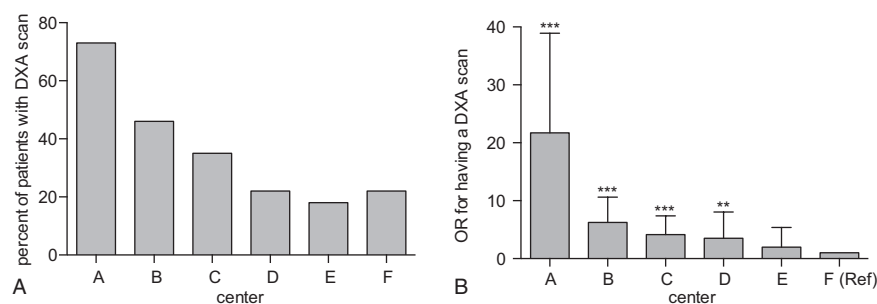 percent of patients with DXA scan
80
60
40
20
0
A B C D E F
center
A
OR for having a DXA scan
40
30
20
10
0
***
***
***
**
A B C D E F (Ref)
center
B